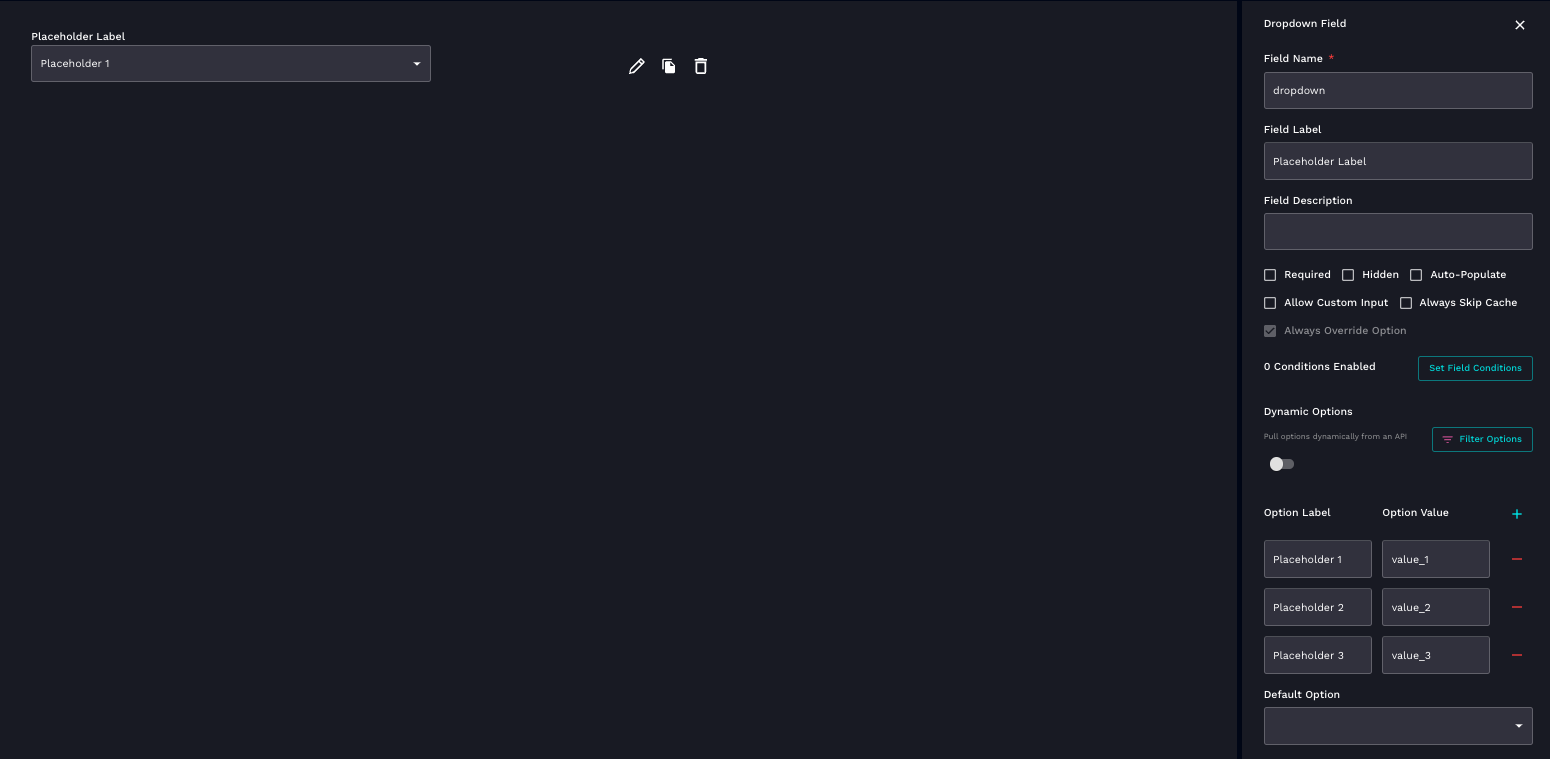 Placeholder Label
Placeholder 1
Dropdown Field
Field Name *
dropdown
Field Label
Placeholder Label
Field Description
Required Hidden Auto-Populate
Allow Custom Input Always Skip Cache
Always Override Option
0 Conditions Enabled Set Field Conditions
Dynamic Options
Pull options dynamically from an API Filter Options
Option Label Option Value
Placeholder 1 value_1
Placeholder 2 value_2
Placeholder 3 value_3
Default Option